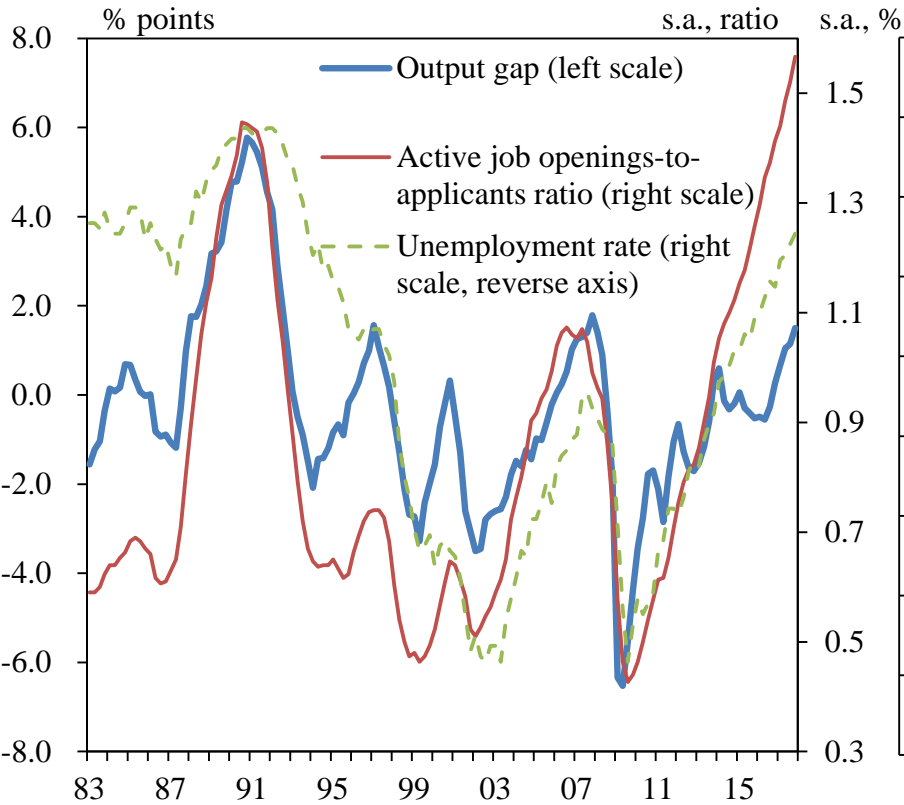 % points s.a., ratio s.a., %
8.0
6.0
4.0
2.0
0.0
-2.0
-4.0
-6.0
-8.0
Output gap (left scale)
Active job openings-to-
applicants ratio (right scale)
Unemployment rate (right
scale, reverse axis)
1.5
1.3
1.1
0.9
0.7
0.5
0.3
83 87 91 95 99 03 07 11 15